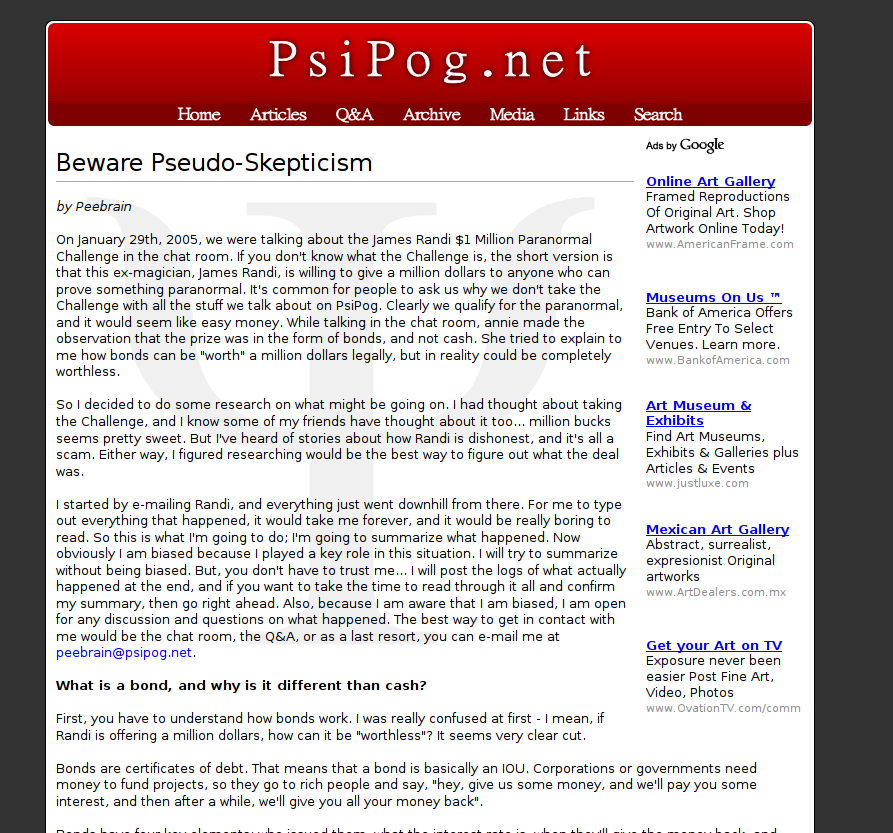 PsiPog.net
Home Articles Q&A Archive Media Links Search
Beware Pseudo-Skepticism
by Peebrain
On January 29th, 2005, we were talking about the James Randi $1 Million Paranormal
Challenge in the chat room. If you don't know what the Challenge is, the short version is
that this ex-magician, James Randi, is willing to give a million dollars to anyone who can
prove something paranormal. It's common for people to ask us why we don't take the
Challenge with all the stuff we talk about on PsiPog. Clearly we qualify for the paranormal,
and it would seem like easy money. While talking in the chat room, annie made the
observation that the prize was in the form of bonds, and not cash. She tried to explain to
me how bonds can be "worth" a million dollars legally, but in reality could be completely
worthless.
So I decided to do some research on what might be going on. I had thought about taking
the Challenge, and I know some of my friends have thought about it too... million bucks
seems pretty sweet. But I've heard of stories about how Randi is dishonest, and it's all a
scam. Either way, I figured researching would be the best way to figure out what the deal
was.
I started by e-mailing Randi, and everything just went downhill from there. For me to type
out everything that happened, it would take me forever, and it would be really boring to
read. So this is what I'm going to do; I'm going to summarize what happened. Now
obviously I am biased because I played a key role in this situation. I will try to summarize
without being biased. But, you don't have to trust me... I will post the logs of what actually
happened at the end, and if you want to take the time to read through it all and confirm
my summary, then go right ahead. Also, because I am aware that I am biased, I am open
for any discussion and questions on what happened. The best way to get in contact with
me would be the chat room, the Q&A, or as a last resort, you can e-mail me at
peebrain@psipog.net.
What is a bond, and why is it different than cash?
First, you have to understand how bonds work. I was really confused at first - I mean, if
Randi is offering a million dollars, how can it be "worthless"? It seems very clear cut.
Bonds are certificates of debt. That means that a bond is basically an IOU. Corporations or governments need
money to fund projects, so they go to rich people and say, "hey, give us some money, and we'll pay you some
interest, and then after a while, we'll give you all your money back".
Bonds have four key elements: who issued them, what the interest rate is, when they'll give the money back, and
Ads by Google
Online Art Gallery
Framed Reproductions
Of Original Art. Shop
Artwork Online Today!
www.AmericanFrame.com
Museums On Us ™
Bank of America Offers
Free Entry To Select
Venues. Learn more.
www.BankofAmerica.com
Art Museum &
Exhibits
Find Art Museums,
Exhibits & Galleries plus
Articles & Events
www.justluxe.com
Mexican Art Gallery
Abstract, surrealist,
expresionist Original
artworks
www.ArtDealers.com.mx
Get your Art on TV
Exposure never been
easier Post Fine Art,
Video, Photos
www.OvationTV.com/comm